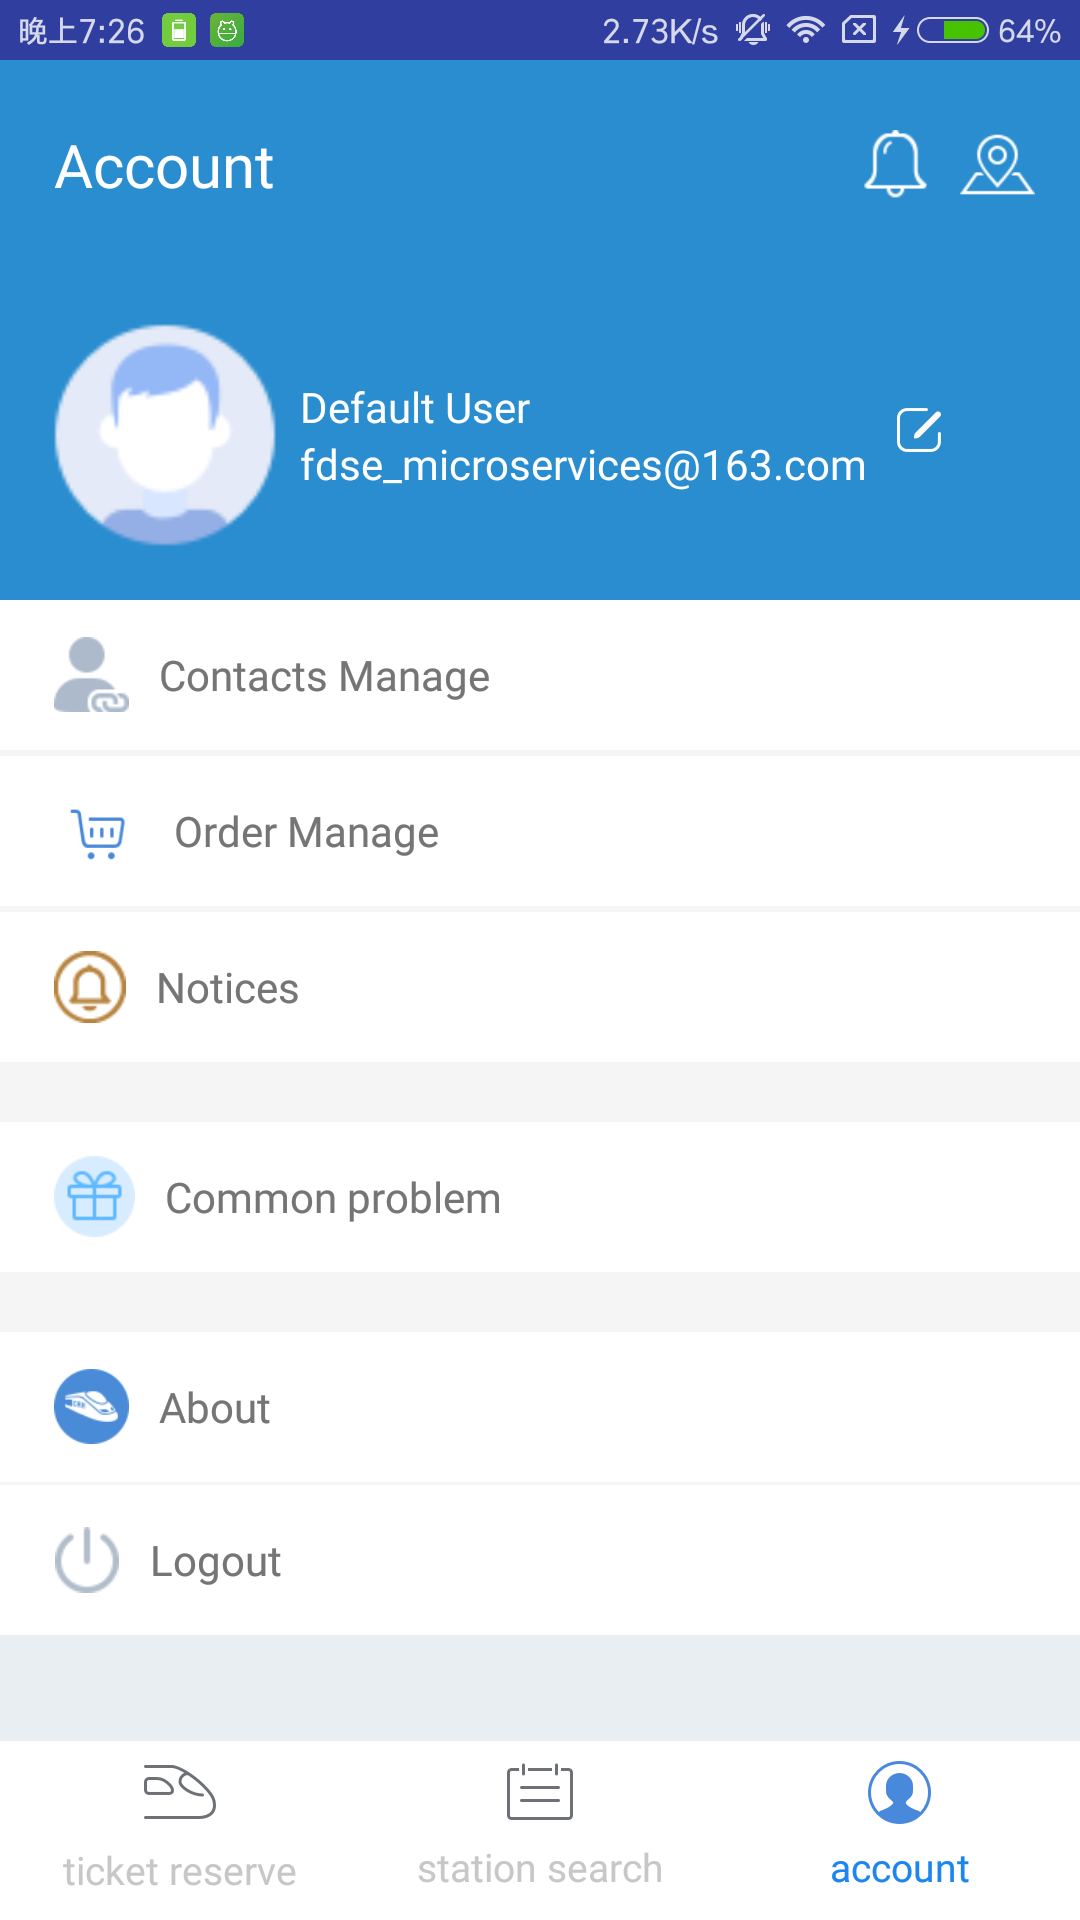 晚上7:26 2.73K/s 64%
Account
Default User
fdse_microservices@163.com
Contacts Manage
Order Manage
Notices
Common problem
About
Logout
ticket reserve station search account